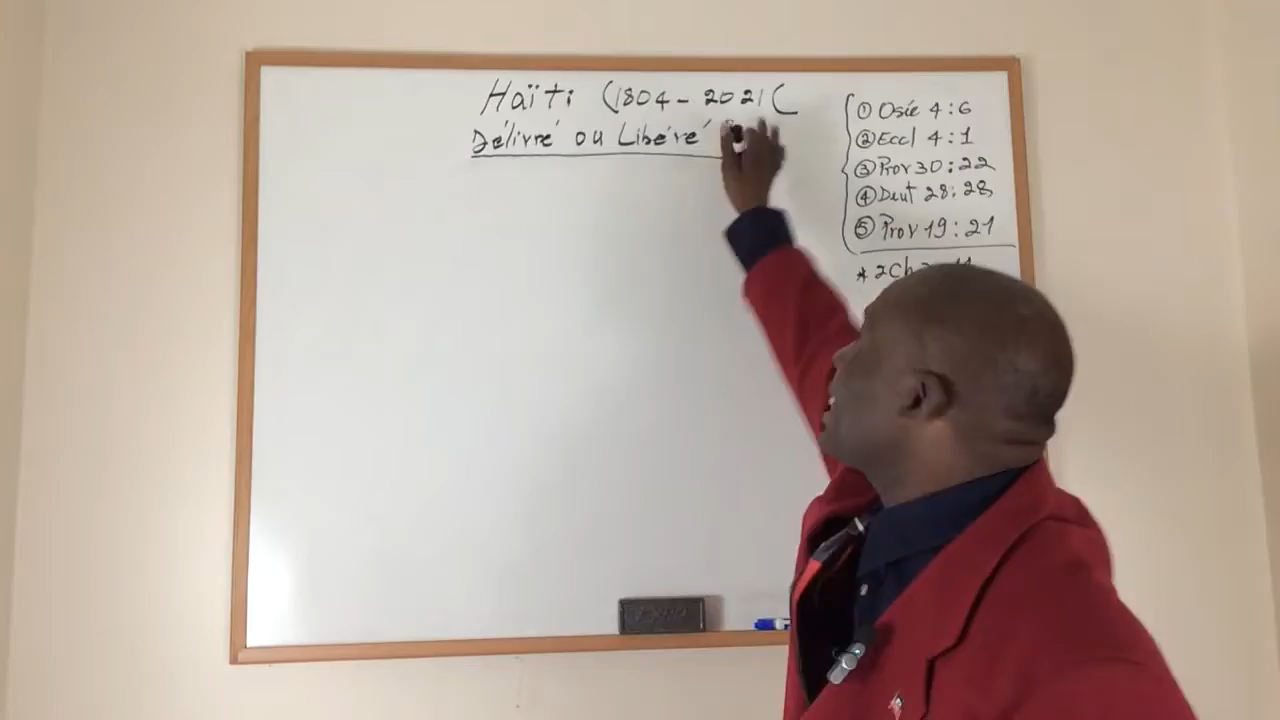 Haïti (1804 - 2021(
Délivré ou Libéré
① Osée 4:6
② Eccl 4:1
③ Prov 30:22
④ Deut 28:28
⑤ Prov 19:21
* 2Ch